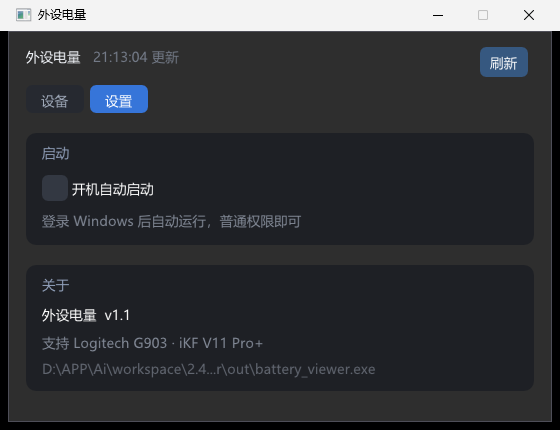 外设电量
外设电量 21:13:04 更新
刷新
设备 设置
启动
开机自动启动
登录 Windows 后自动运行，普通权限即可
关于
外设电量 v1.1
支持 Logitech G903 · iKF V11 Pro+
D:\APP\Ai\workspace\2.4...r\out\battery_viewer.exe